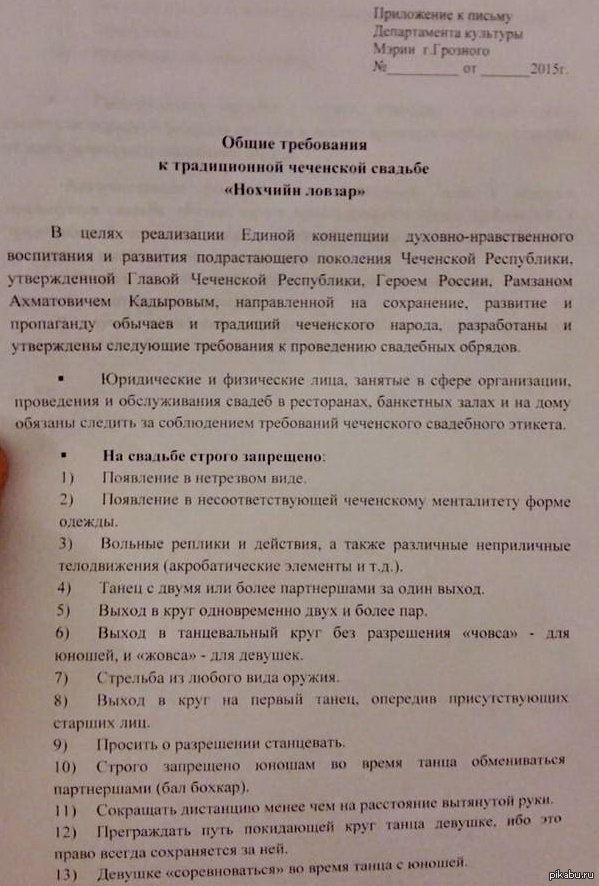 Приложение к письму
Департамента культуры
Мэрии г.Грозного
№__________ от _______2015г.
Общие требования
к традиционной чеченской свадьбе
«Нохчийн ловзар»
В целях реализации Единой концепции духовно-нравственного
воспитания и развития подрастающего поколения Чеченской Республики,
утвержденной Главой Чеченской Республики, Героем России, Рамзаном
Ахматовичем Кадыровым, направленной на сохранение, развитие и
пропаганду обычаев и традиций чеченского народа, разработаны и
утверждены следующие требования к проведению свадебных обрядов.
▪ Юридические и физические лица, занятые в сфере организации,
проведения и обслуживания свадеб в ресторанах, банкетных залах и на дому
обязаны следить за соблюдением требований чеченского свадебного этикета.
▪ На свадьбе строго запрещено:
1) Появление в нетрезвом виде.
2) Появление в несоответствующей чеченскому менталитету форме
одежды.
3) Вольные реплики и действия, а также различные неприличные
телодвижения (акробатические элементы и т.д.).
4) Танец с двумя или более партнершами за один выход.
5) Выход в круг одновременно двух и более пар.
6) Выход в танцевальный круг без разрешения «човса» - для
юношей, и «жовса» - для девушек.
7) Стрельба из любого вида оружия.
8) Выход в круг на первый танец, опередив присутствующих
старших лиц.
9) Просить о разрешении станцевать.
10) Строго запрещено юношам во время танца обмениваться
партнершами (бал бохкар).
11) Сокращать дистанцию менее чем на расстояние вытянутой руки.
12) Преграждать путь покидающей круг танца девушке, ибо это
право всегда сохраняется за ней.
13) Девушке «соревноваться» во время танца с юношей.
pikabu.ru